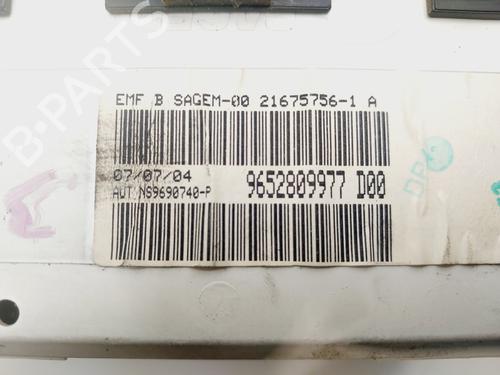 EMF B SAGEM-00 21675756-1 A
07/07/04
9652809977 D00
AUT NS9690740-P
B-PARTS